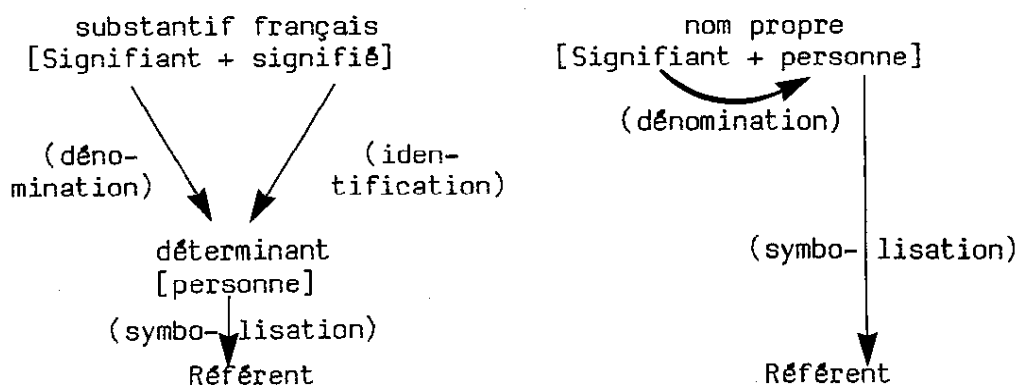 substantif français
[Signifiant + signifié]
(déno-
mination)
(iden-
tification)
déterminant
[personne]
(symbo- lisation)
Référent
nom propre
[Signifiant + personne]
(dénomination)
(symbo- lisation)
Référent